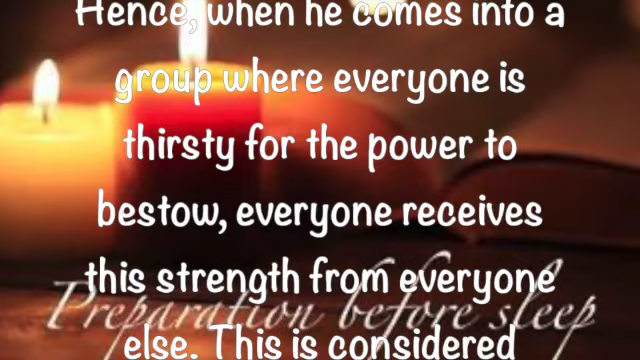 Hence, when he comes into a
group where everyone is
thirsty for the power to
bestow, everyone receives
this strength from everyone
Preparation before sleep
else. This is considered